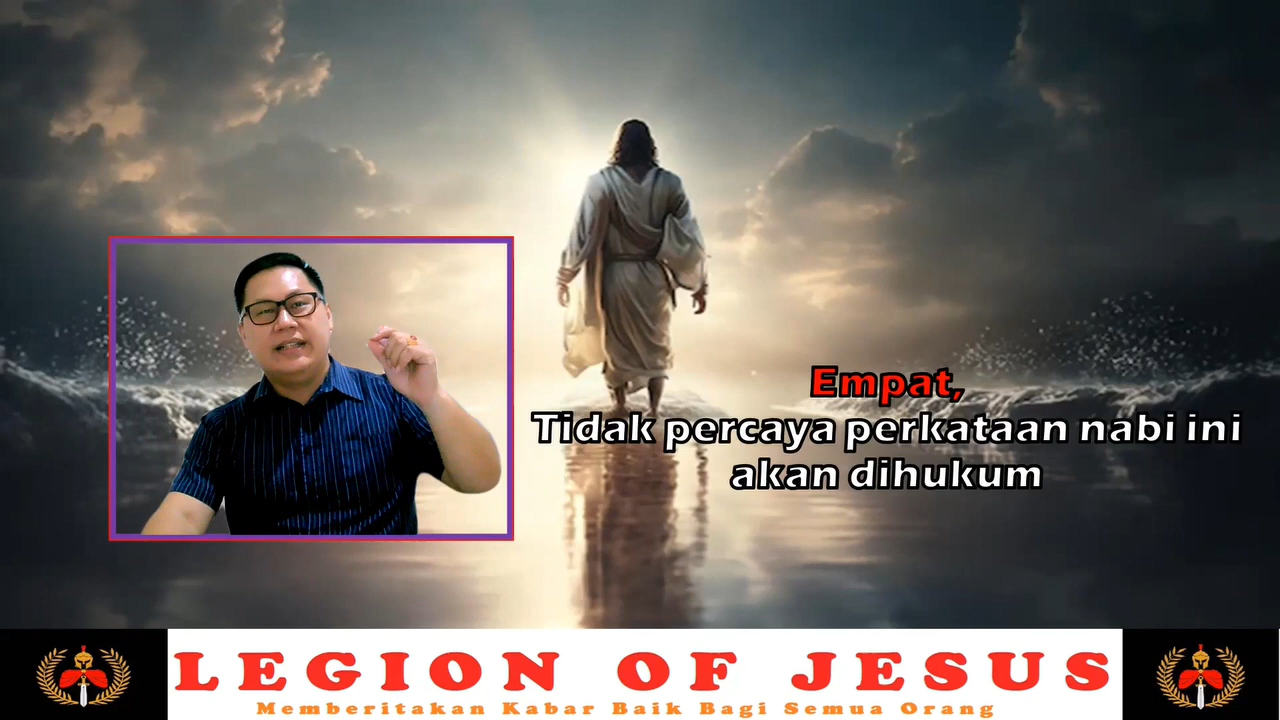 Empat,
Tidak percaya perkataan nabi ini
akan dihukum
LEGION OF JESUS
Memberitakan Kabar Baik Bagi Semua Orang